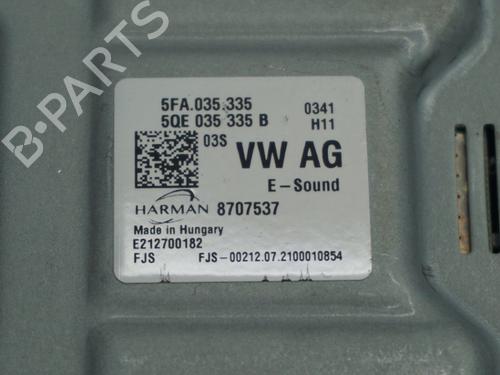 5FA.035.335 0341
5QE 035 335 B H11
03S VW AG
E-Sound
HARMAN 8707537
Made in Hungary
E212700182
FJS FJS-00212.07.2100010854
B-PARTS